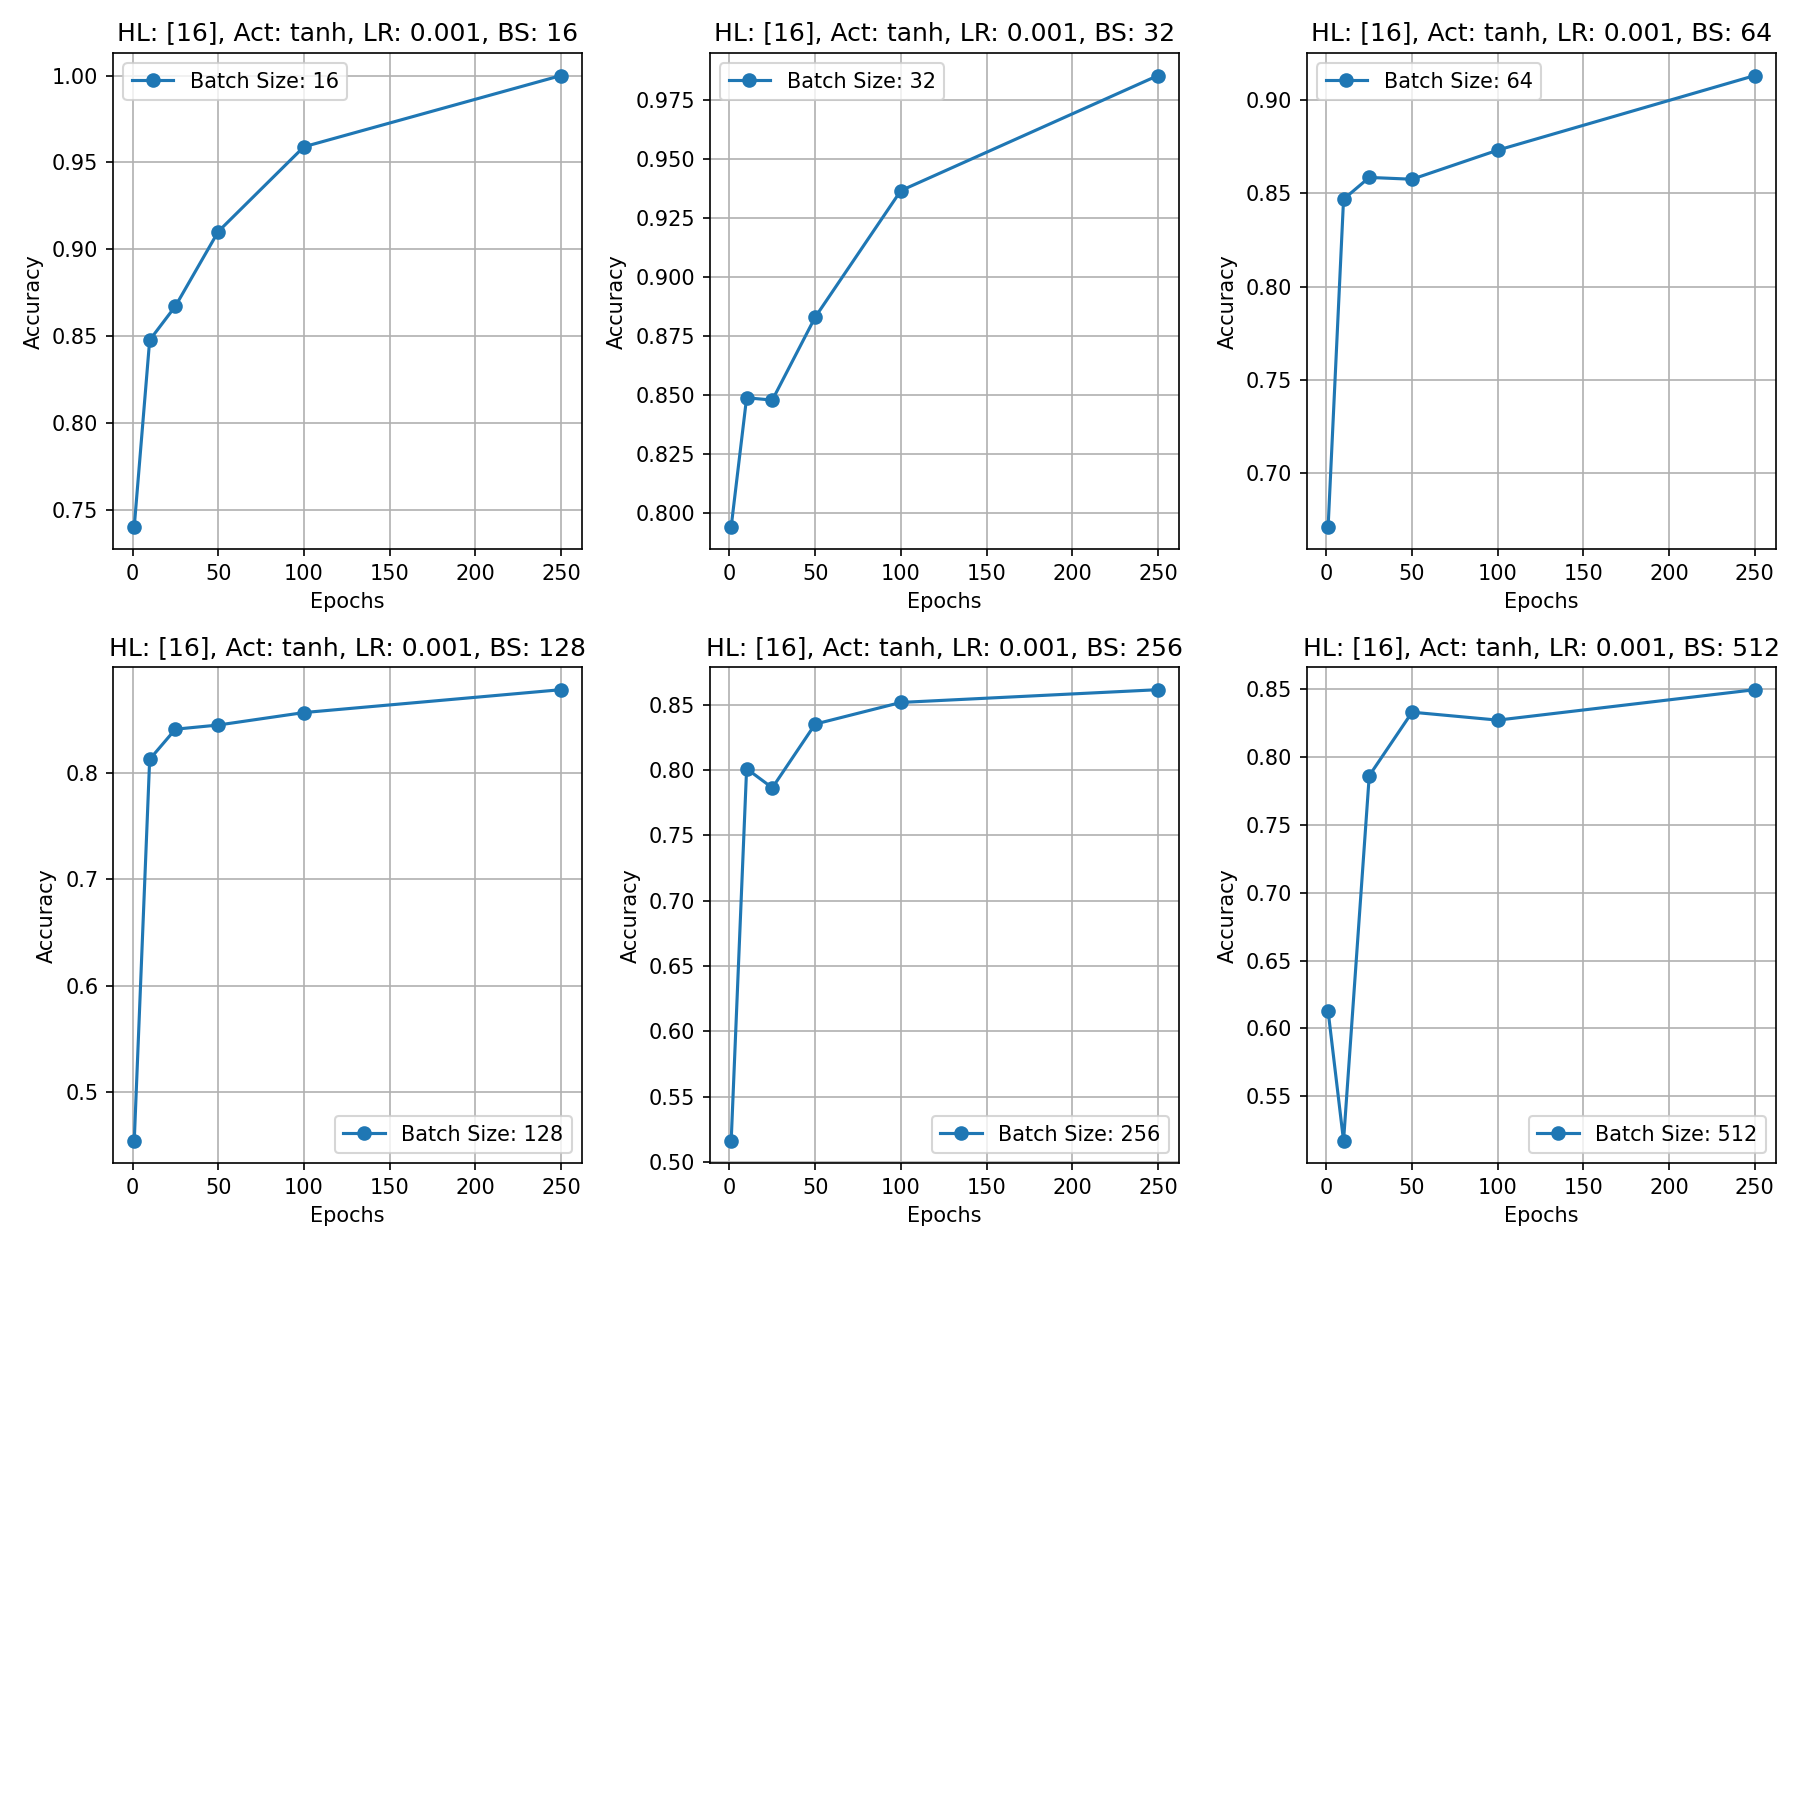 HL: [16], Act: tanh, LR: 0.001, BS: 16
Batch Size: 16
1.00
0.95
0.90
0.85
0.80
0.75
Accuracy
0 50 100 150 200 250
Epochs
HL: [16], Act: tanh, LR: 0.001, BS: 32
Batch Size: 32
0.975
0.950
0.925
0.900
0.875
0.850
0.825
0.800
Accuracy
0 50 100 150 200 250
Epochs
HL: [16], Act: tanh, LR: 0.001, BS: 64
Batch Size: 64
0.90
0.85
0.80
0.75
0.70
Accuracy
0 50 100 150 200 250
Epochs
HL: [16], Act: tanh, LR: 0.001, BS: 128
0.8
0.7
0.6
0.5
Accuracy
Batch Size: 128
0 50 100 150 200 250
Epochs
HL: [16], Act: tanh, LR: 0.001, BS: 256
0.85
0.80
0.75
0.70
0.65
0.60
0.55
0.50
Accuracy
Batch Size: 256
0 50 100 150 200 250
Epochs
HL: [16], Act: tanh, LR: 0.001, BS: 512
0.85
0.80
0.75
0.70
0.65
0.60
0.55
Accuracy
Batch Size: 512
0 50 100 150 200 250
Epochs